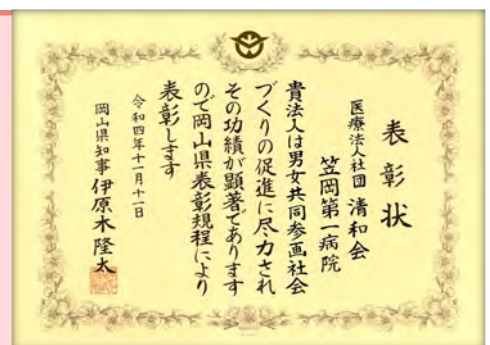 表彰状
医療法人社団 清和会
笠岡第一病院
貴法人は男女共同参画社会
づくりの促進に尽力され
その功績が顕著であります
ので岡山県表彰規程により
表彰します
令和四年十一月十一日
岡山県知事 伊原木隆太